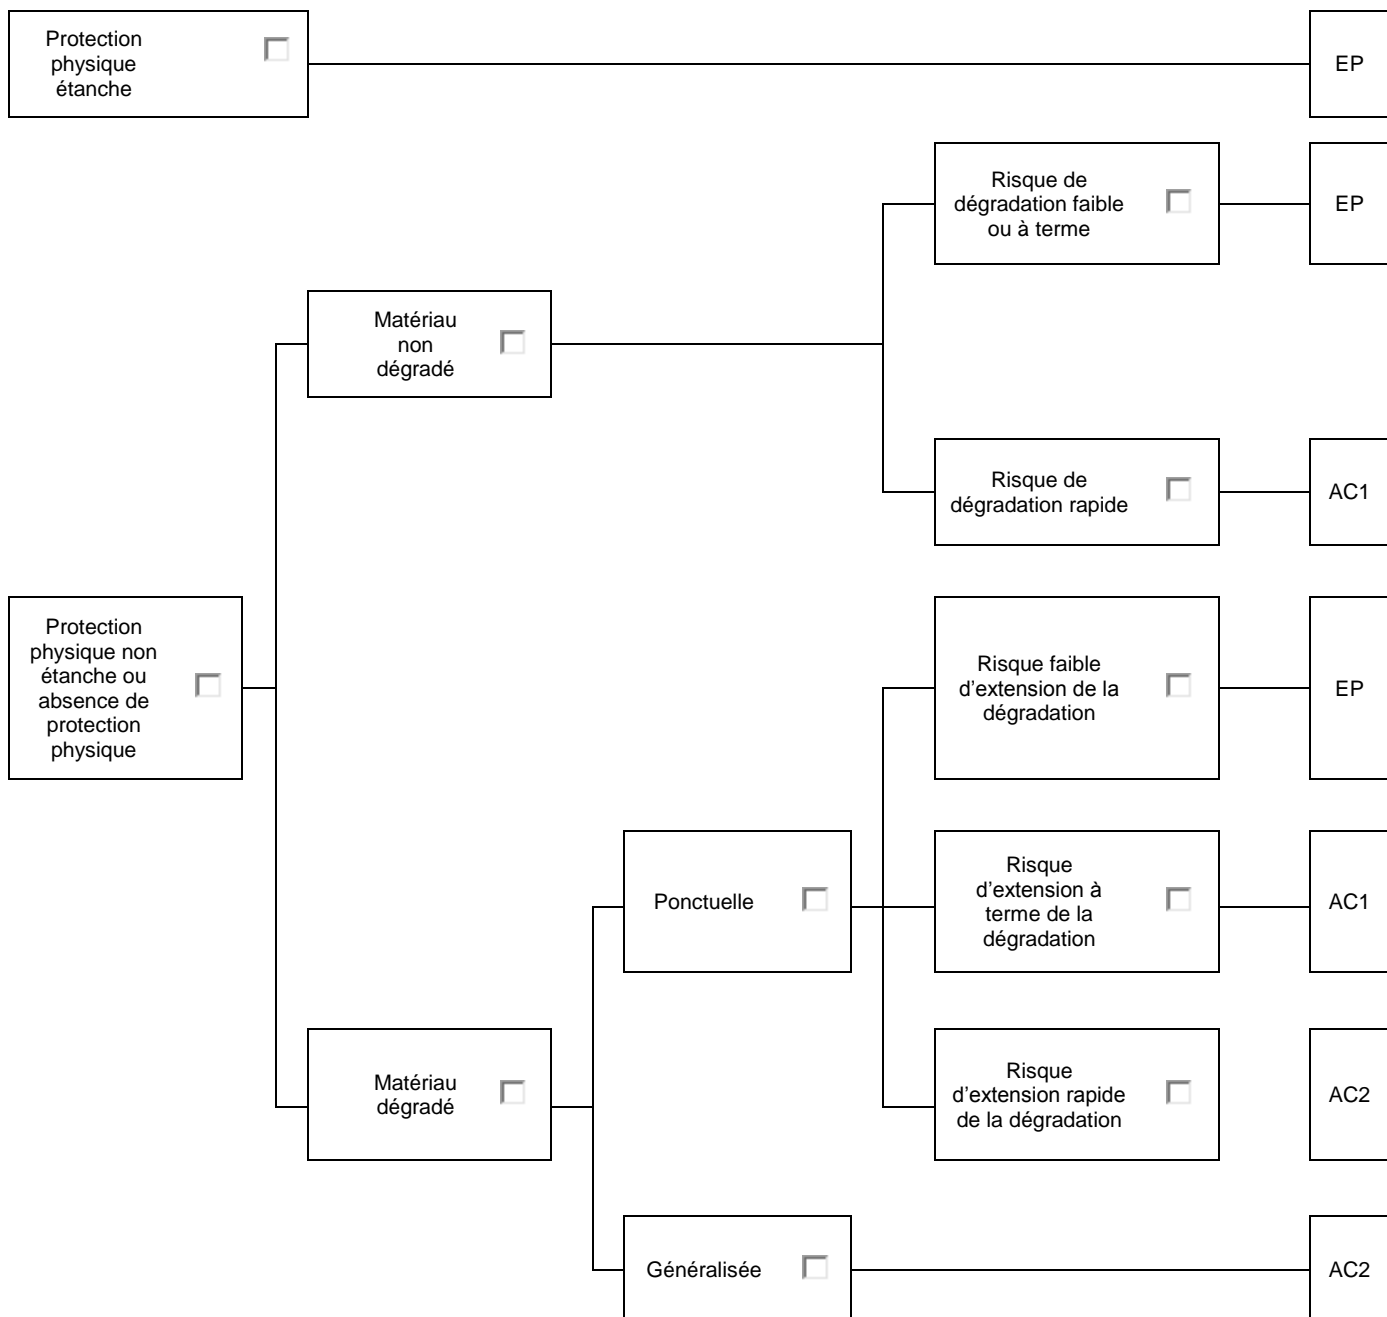 Protection
physique
étanche
EP
Risque de
dégradation faible
ou à terme
EP
Matériau
non
dégradé
Risque de
dégradation rapide
AC1
Protection
physique non
étanche ou
absence de
protection
physique
Risque faible
d'extension de la
dégradation
EP
Ponctuelle
Risque
d'extension à
terme de la
dégradation
AC1
Matériau
dégradé
Risque
d'extension rapide
de la dégradation
AC2
Généralisée
AC2